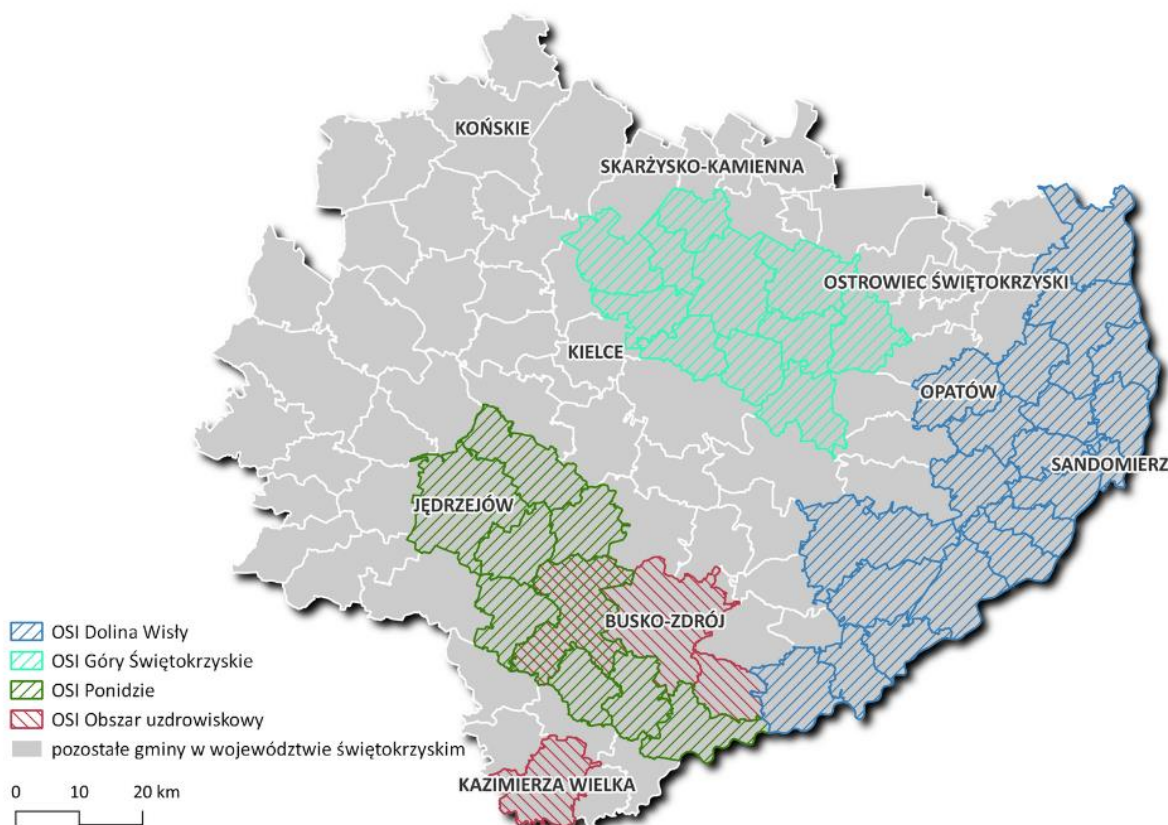 KOŃSKIE
SKARŻYSKO-KAMIENNA
OSTROWIEC ŚWIĘTOKRZYSKI
KIELCE
OPATÓW
SANDOMIERZ
JĘDRZEJÓW
BUSKO-ZDRÓJ
KAZIMIERZA WIELKA
OSI Dolina Wisły
OSI Góry Świętokrzyskie
OSI Ponidzie
OSI Obszar uzdrowiskowy
pozostałe gminy w województwie świętokrzyskim
0 10 20 km